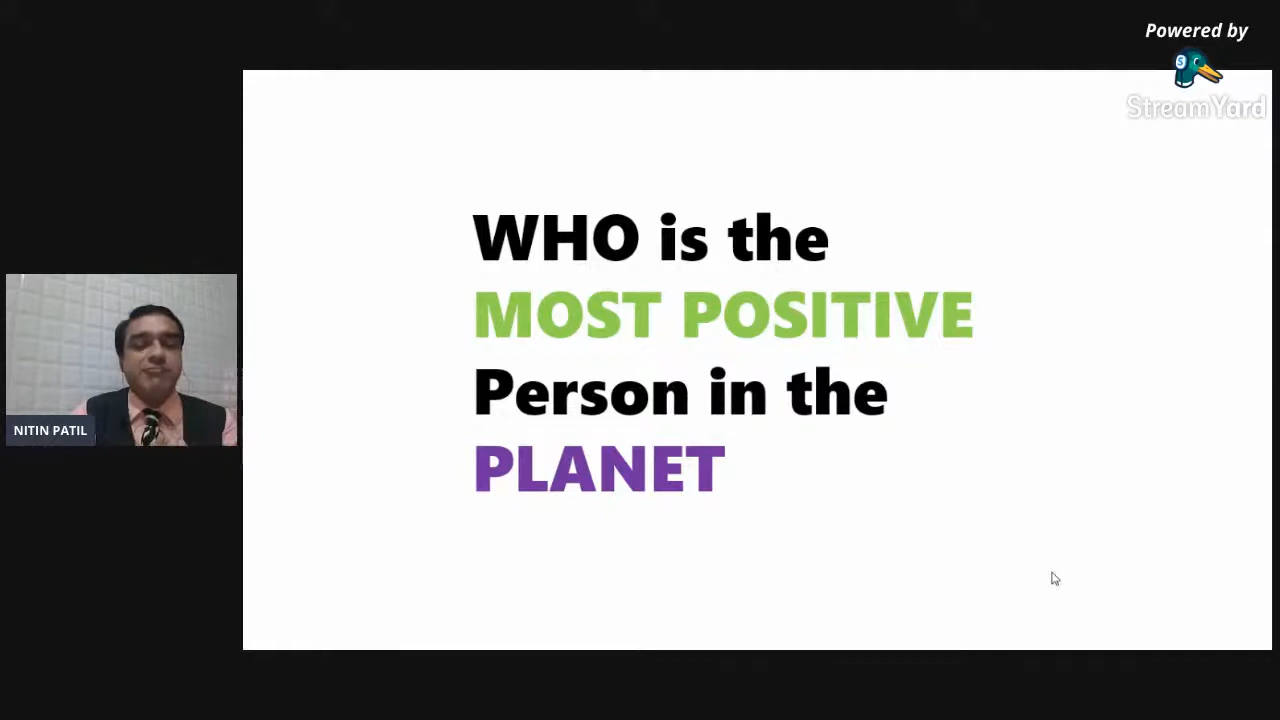 Powered by
StreamYard
WHO is the
MOST POSITIVE
Person in the
PLANET
NITIN PATIL